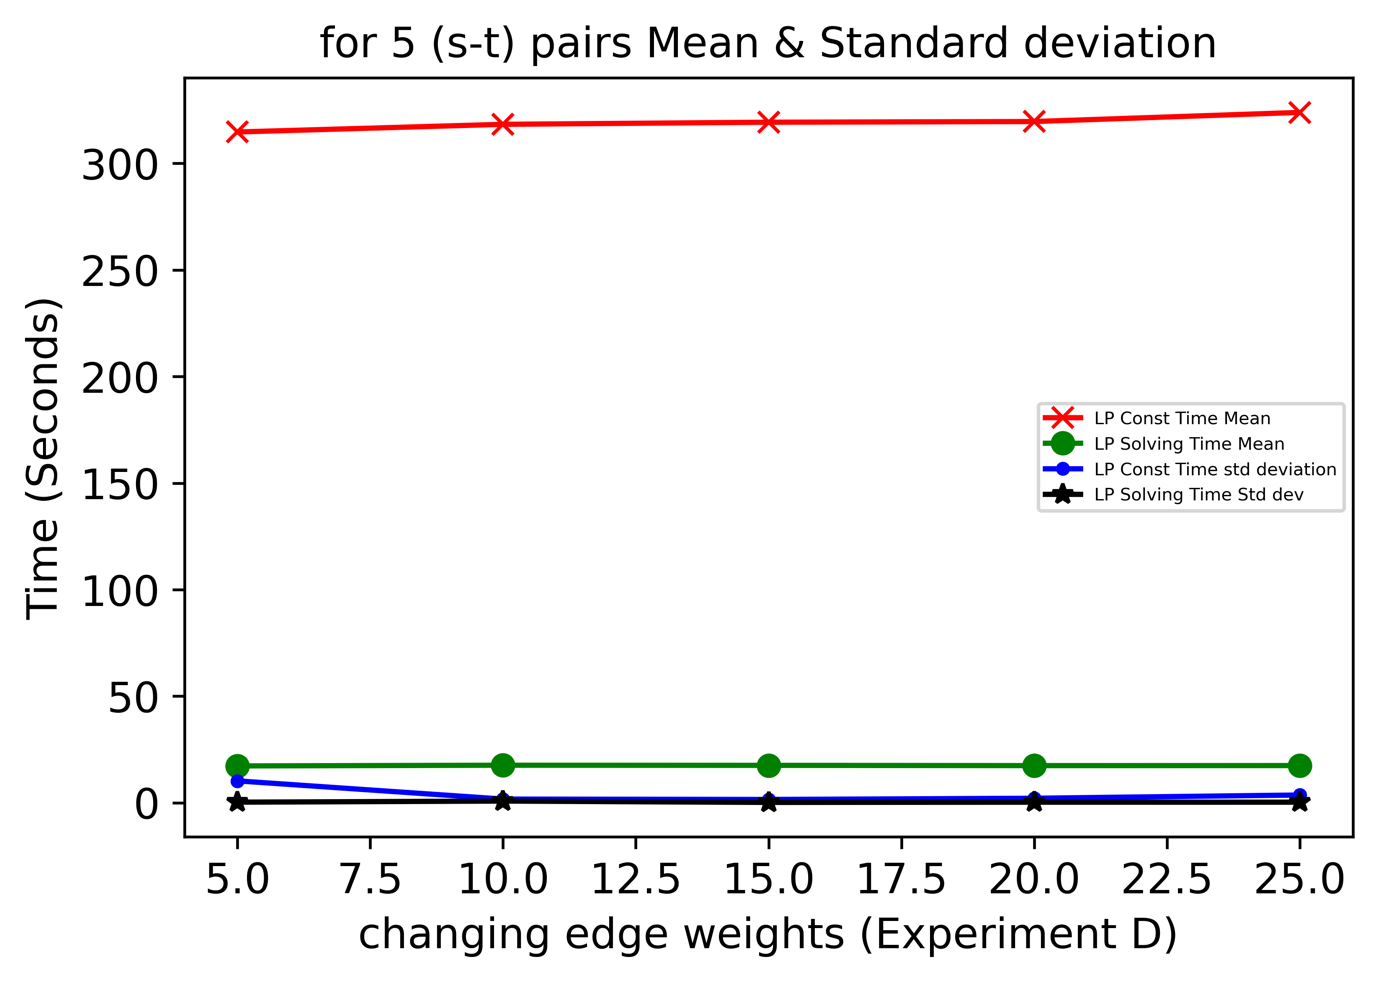 for 5 (s-t) pairs Mean & Standard deviation
Time (Seconds)
300
250
200
150
100
50
0
LP Const Time Mean
LP Solving Time Mean
LP Const Time std deviation
LP Solving Time Std dev
5.0 7.5 10.0 12.5 15.0 17.5 20.0 22.5 25.0
changing edge weights (Experiment D)